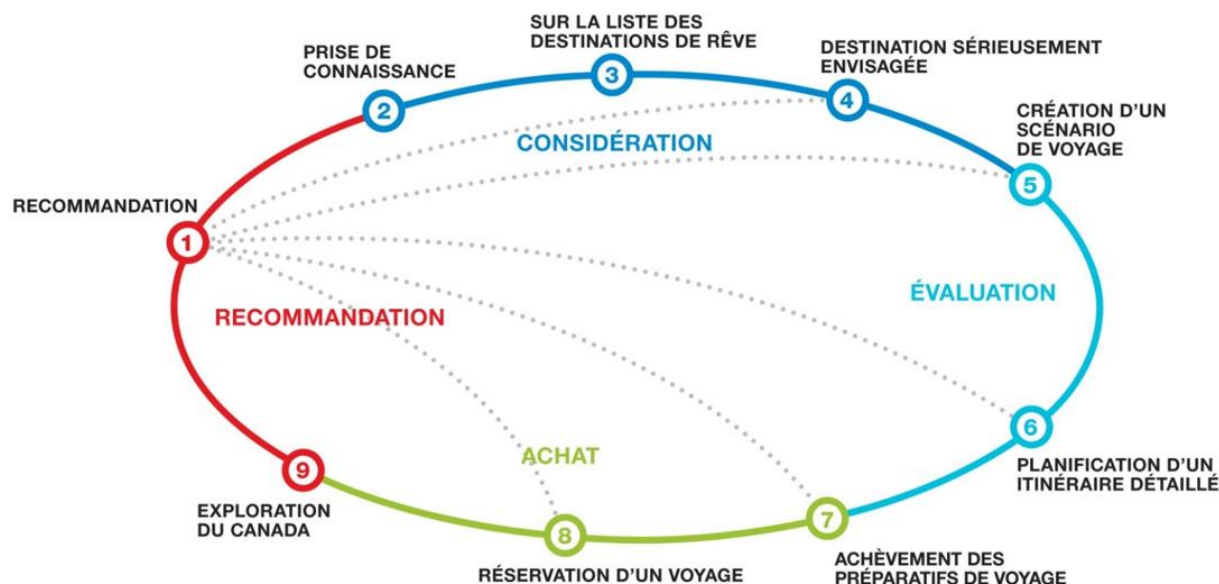 SUR LA LISTE DES
DESTINATIONS DE RÊVE
PRISE DE
CONNAISSANCE
DESTINATION SÉRIEUSEMENT
ENVISAGÉE
3
4
2
CRÉATION D'UN
SCÉNARIO
DE VOYAGE
CONSIDÉRATION
5
RECOMMANDATION
1
ÉVALUATION
RECOMMANDATION
6
ACHAT
9
PLANIFICATION D'UN
ITINÉRAIRE DÉTAILLÉ
EXPLORATION
DU CANADA
7
8
RÉSERVATION D'UN VOYAGE
ACHÈVEMENT DES
PRÉPARATIFS DE VOYAGE